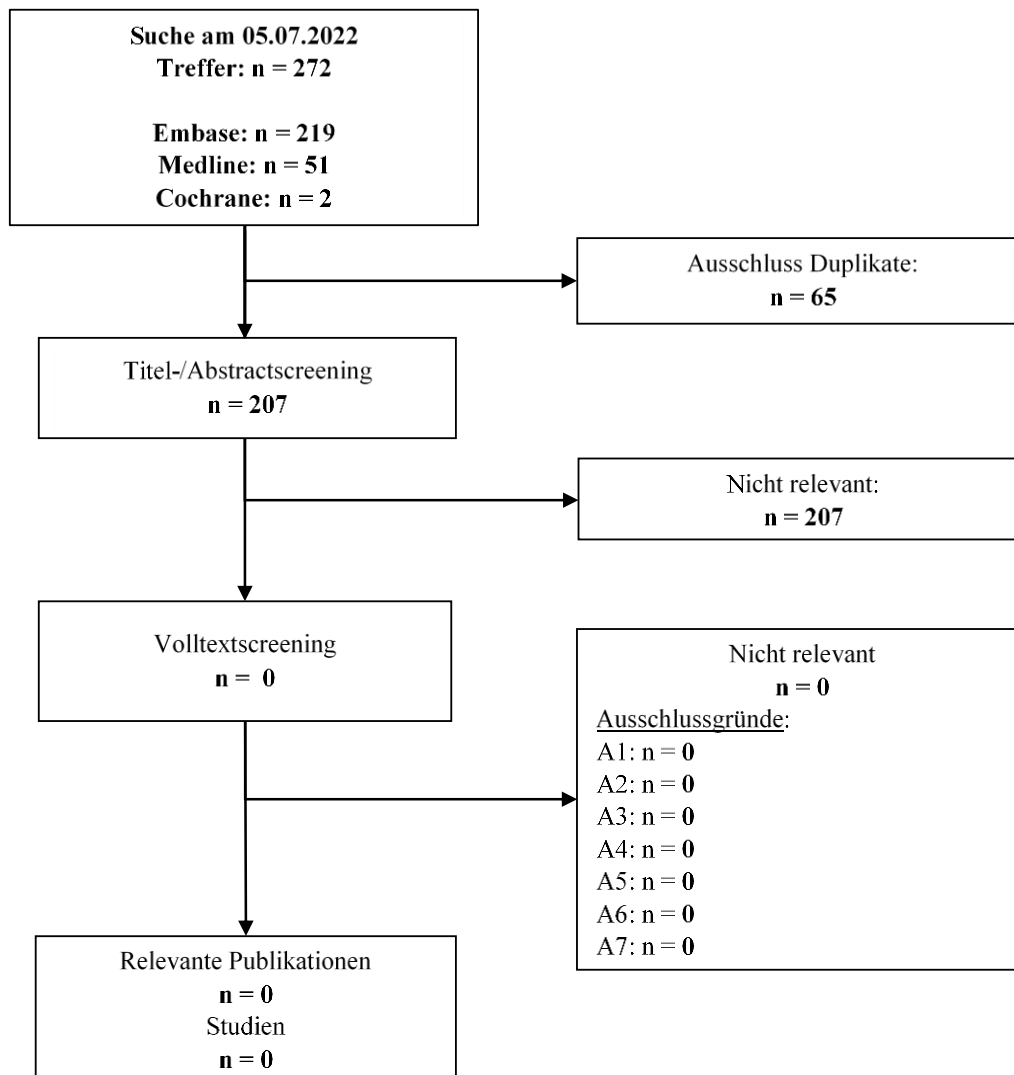 Suche am 05.07.2022
Treffer: n = 272
Embase: n = 219
Medline: n = 51
Cochrane: n = 2
Ausschluss Duplikate:
n = 65
Titel-/Abstractscreening
n = 207
Nicht relevant:
n = 207
Volltextscreening
n = 0
Nicht relevant
n = 0
Ausschlussgründe:
A1: n = 0
A2: n = 0
A3: n = 0
A4: n = 0
A5: n = 0
A6: n = 0
A7: n = 0
Relevante Publikationen
n = 0
Studien
n = 0